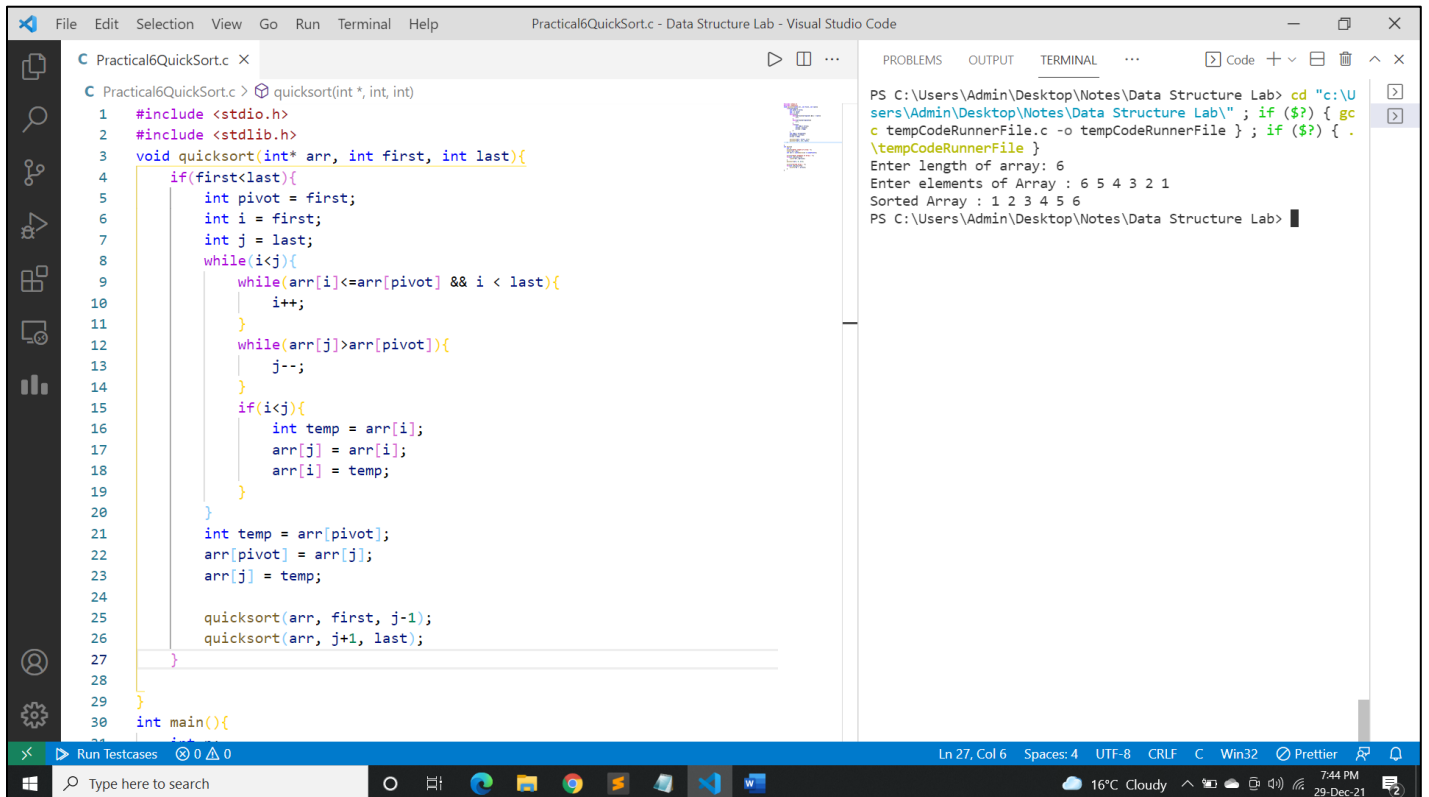 File Edit Selection View Go Run Terminal Help Practical6QuickSort.c - Data Structure Lab - Visual Studio Code
C Practical6QuickSort.c
C Practical6QuickSort.c > quicksort(int *, int, int)
1 #include <stdio.h>
2 #include <stdlib.h>
3 void quicksort(int* arr, int first, int last){
4 if(first<last){
5 int pivot = first;
6 int i = first;
7 int j = last;
8 while(i<j){
9 while(arr[i]<=arr[pivot] && i < last){
10 i++;
11 }
12 while(arr[j]>arr[pivot]){
13 j--;
14 }
15 if(i<j){
16 int temp = arr[i];
17 arr[j] = arr[i];
18 arr[i] = temp;
19 }
20 }
21 int temp = arr[pivot];
22 arr[pivot] = arr[j];
23 arr[j] = temp;
24
25 quicksort(arr, first, j-1);
26 quicksort(arr, j+1, last);
27 }
28
29 }
30 int main(){
PROBLEMS OUTPUT TERMINAL ··· Code
PS C:\Users\Admin\Desktop\Notes\Data Structure Lab> cd "c:\U
sers\Admin\Desktop\Notes\Data Structure Lab\" ; if ($?) { gc
c tempCodeRunnerFile.c -o tempCodeRunnerFile } ; if ($?) { .
\tempCodeRunnerFile }
Enter length of array: 6
Enter elements of Array : 6 5 4 3 2 1
Sorted Array : 1 2 3 4 5 6
PS C:\Users\Admin\Desktop\Notes\Data Structure Lab>
Run Testcases 0 0 Ln 27, Col 6 Spaces: 4 UTF-8 CRLF C Win32 Prettier
Type here to search 16°C Cloudy 7:44 PM
29-Dec-21 2